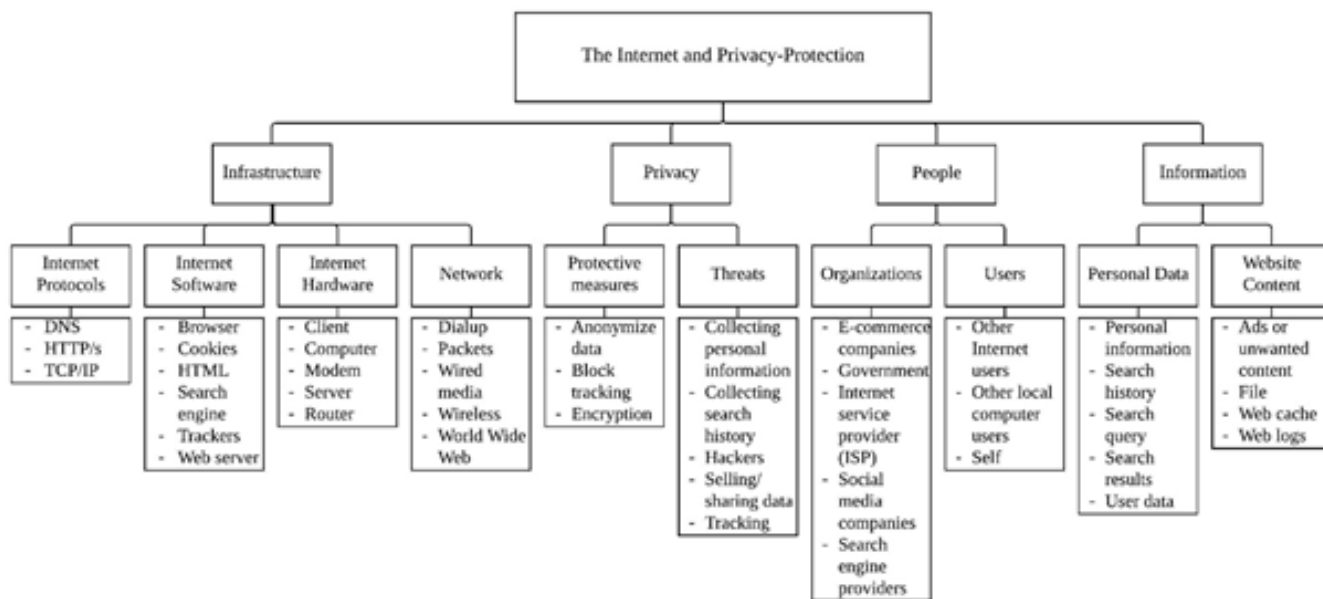 The Internet and Privacy-Protection
Infrastructure
Privacy
People
Information
Internet
Protocols
Internet
Software
Internet
Hardware
Network
Protective
measures
Threats
Organizations
Users
Personal Data
Website
Content
- DNS
- HTTP/s
- TCP/IP
- Browser
- Cookies
- HTML
- Search
engine
- Trackers
- Web server
- Client
- Computer
- Modem
- Server
- Router
- Dialup
- Packets
- Wired
media
- Wireless
- World Wide
Web
- Anonymize
data
- Block
tracking
- Encryption
- Collecting
personal
information
- Collecting
search
history
- Hackers
- Selling/
sharing data
- Tracking
- E-commerce
companies
- Government
- Internet
service
provider
(ISP)
- Social
media
companies
- Search
engine
providers
- Other
Internet
users
- Other local
computer
users
- Self
- Personal
information
- Search
history
- Search
query
- Search
results
- User data
- Ads or
unwanted
content
- File
- Web cache
- Web logs